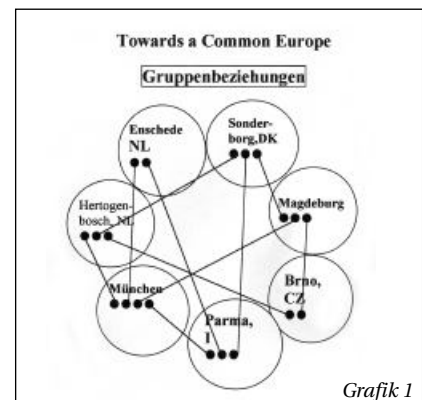 Towards a Common Europe
Gruppenbeziehungen
Enschede
NL
Sonder-
borg,DK
Hertogen-
bosch, NL
Magdeburg
München
Brno,
CZ
Parma,
I
Grafik 1